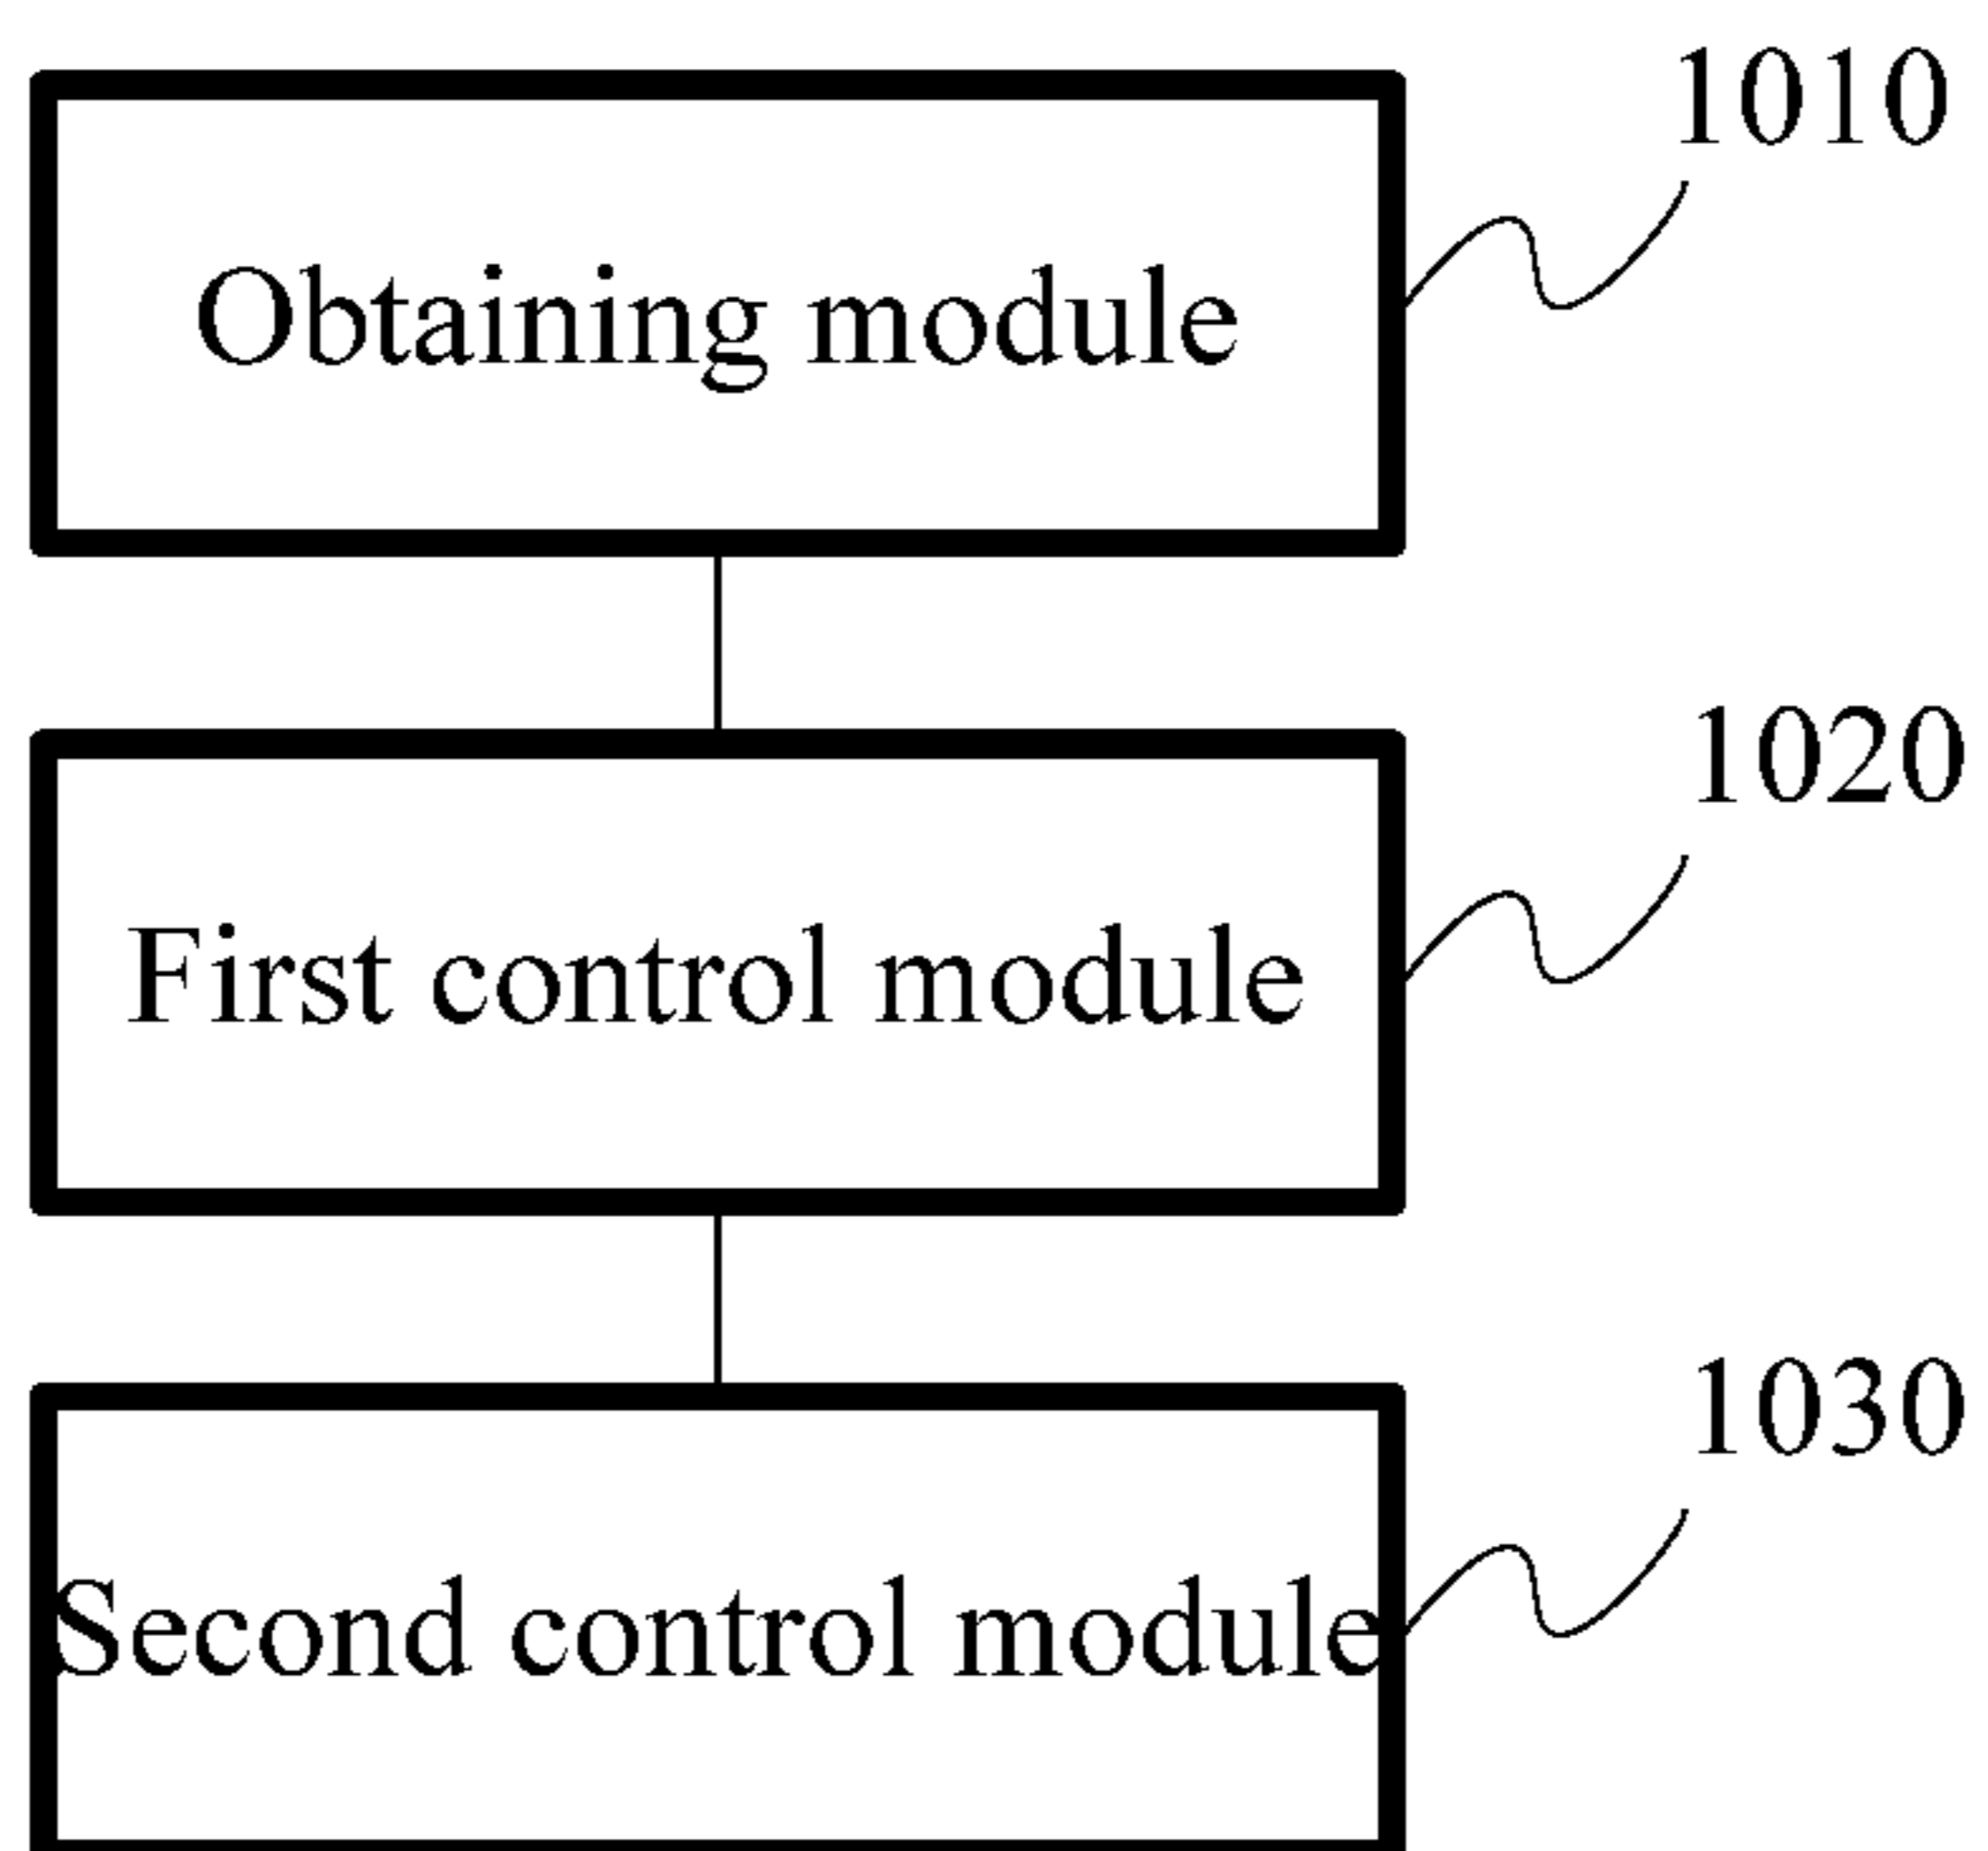 1010
Obtaining module
1020
First control module
1030
Second control module